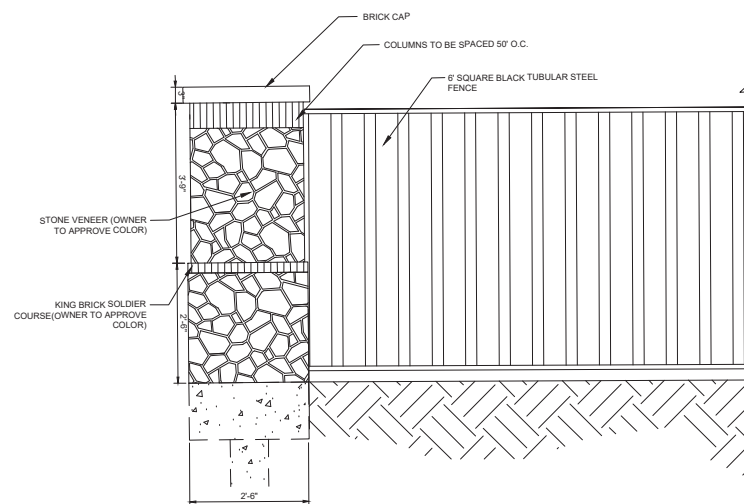 BRICK CAP
COLUMNS TO BE SPACED 50' O.C.
6' SQUARE BLACK TUBULAR STEEL
FENCE
3"
3'-9"
STONE VENEER (OWNER
TO APPROVE COLOR)
KING BRICK SOLDIER
COURSE(OWNER TO APPROVE
COLOR)
2'-6"
2'-6"